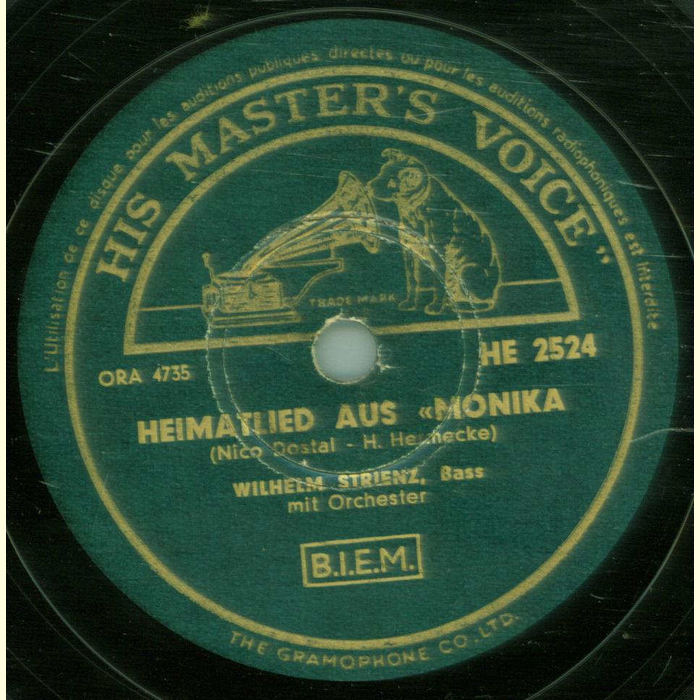 L'Utilisation de ce disque pour les auditions publiques directes ou pour les auditions radiophoniques est interdite
HIS MASTER'S VOICE"
TRADE MARK
HE 2524
ORA 4735
HEIMATLIED AUS «MONIKA
(Nico Dostal - H. Hermecke)
WILHELM STRIENZ, Bass
mit Orchester
B.I.E.M.
THE GRAMOPHONE CO. LTD.